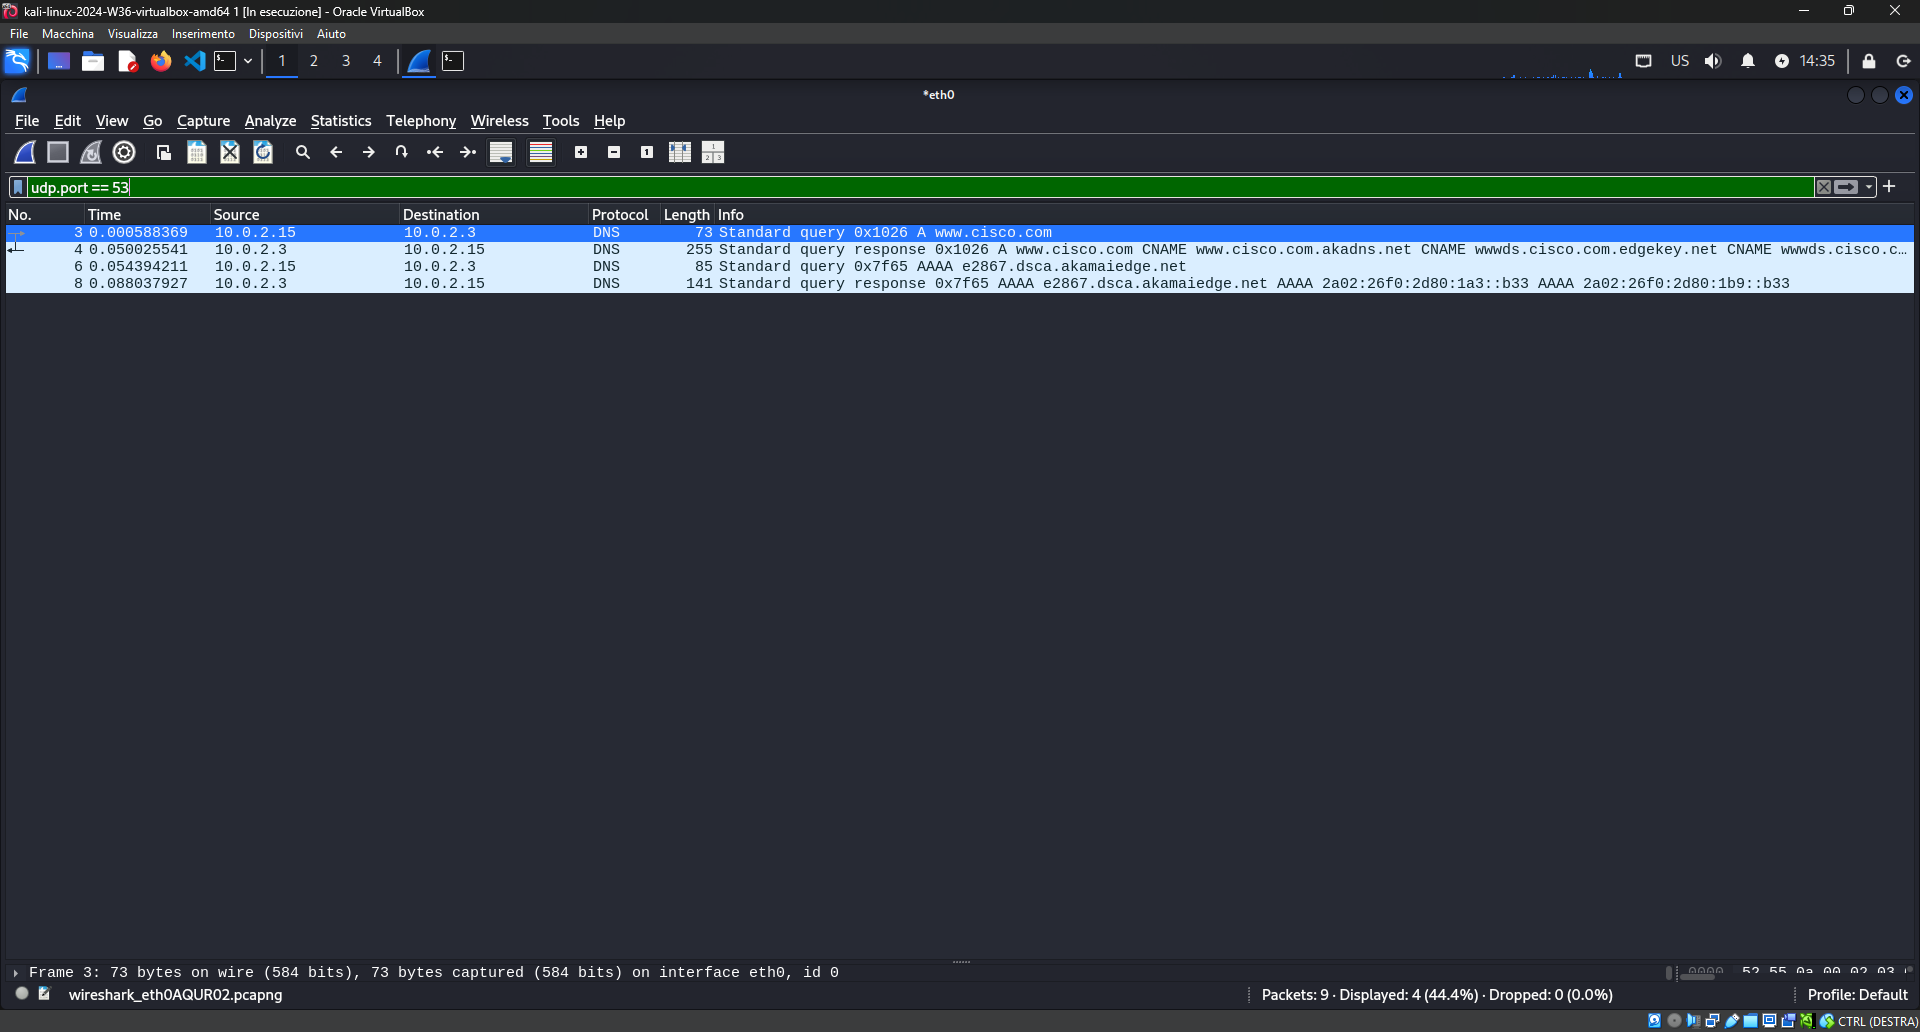 kali-linux-2024-W36-virtualbox-amd64 1 [In esecuzione] - Oracle VirtualBox
File Macchina Visualizza Inserimento Dispositivi Aiuto
1 2 3 4 US 14:35
*eth0
File Edit View Go Capture Analyze Statistics Telephony Wireless Tools Help
udp.port == 53
No. Time Source Destination Protocol Length Info
3 0.000588369 10.0.2.15 10.0.2.3 DNS 73 Standard query 0x1026 A www.cisco.com
4 0.050025541 10.0.2.3 10.0.2.15 DNS 255 Standard query response 0x1026 A www.cisco.com CNAME www.cisco.com.akadns.net CNAME wwwds.cisco.com.edgekey.net CNAME wwwds.cisco.c…
6 0.054394211 10.0.2.15 10.0.2.3 DNS 85 Standard query 0x7f65 AAAA e2867.dsca.akamaiedge.net
8 0.088037927 10.0.2.3 10.0.2.15 DNS 141 Standard query response 0x7f65 AAAA e2867.dsca.akamaiedge.net AAAA 2a02:26f0:2d80:1a3::b33 AAAA 2a02:26f0:2d80:1b9::b33
Frame 3: 73 bytes on wire (584 bits), 73 bytes captured (584 bits) on interface eth0, id 0
0000 52 55 0a 00 02 03
wireshark_eth0AQUR02.pcapng Packets: 9 · Displayed: 4 (44.4%) · Dropped: 0 (0.0%) Profile: Default
CTRL (DESTRA)